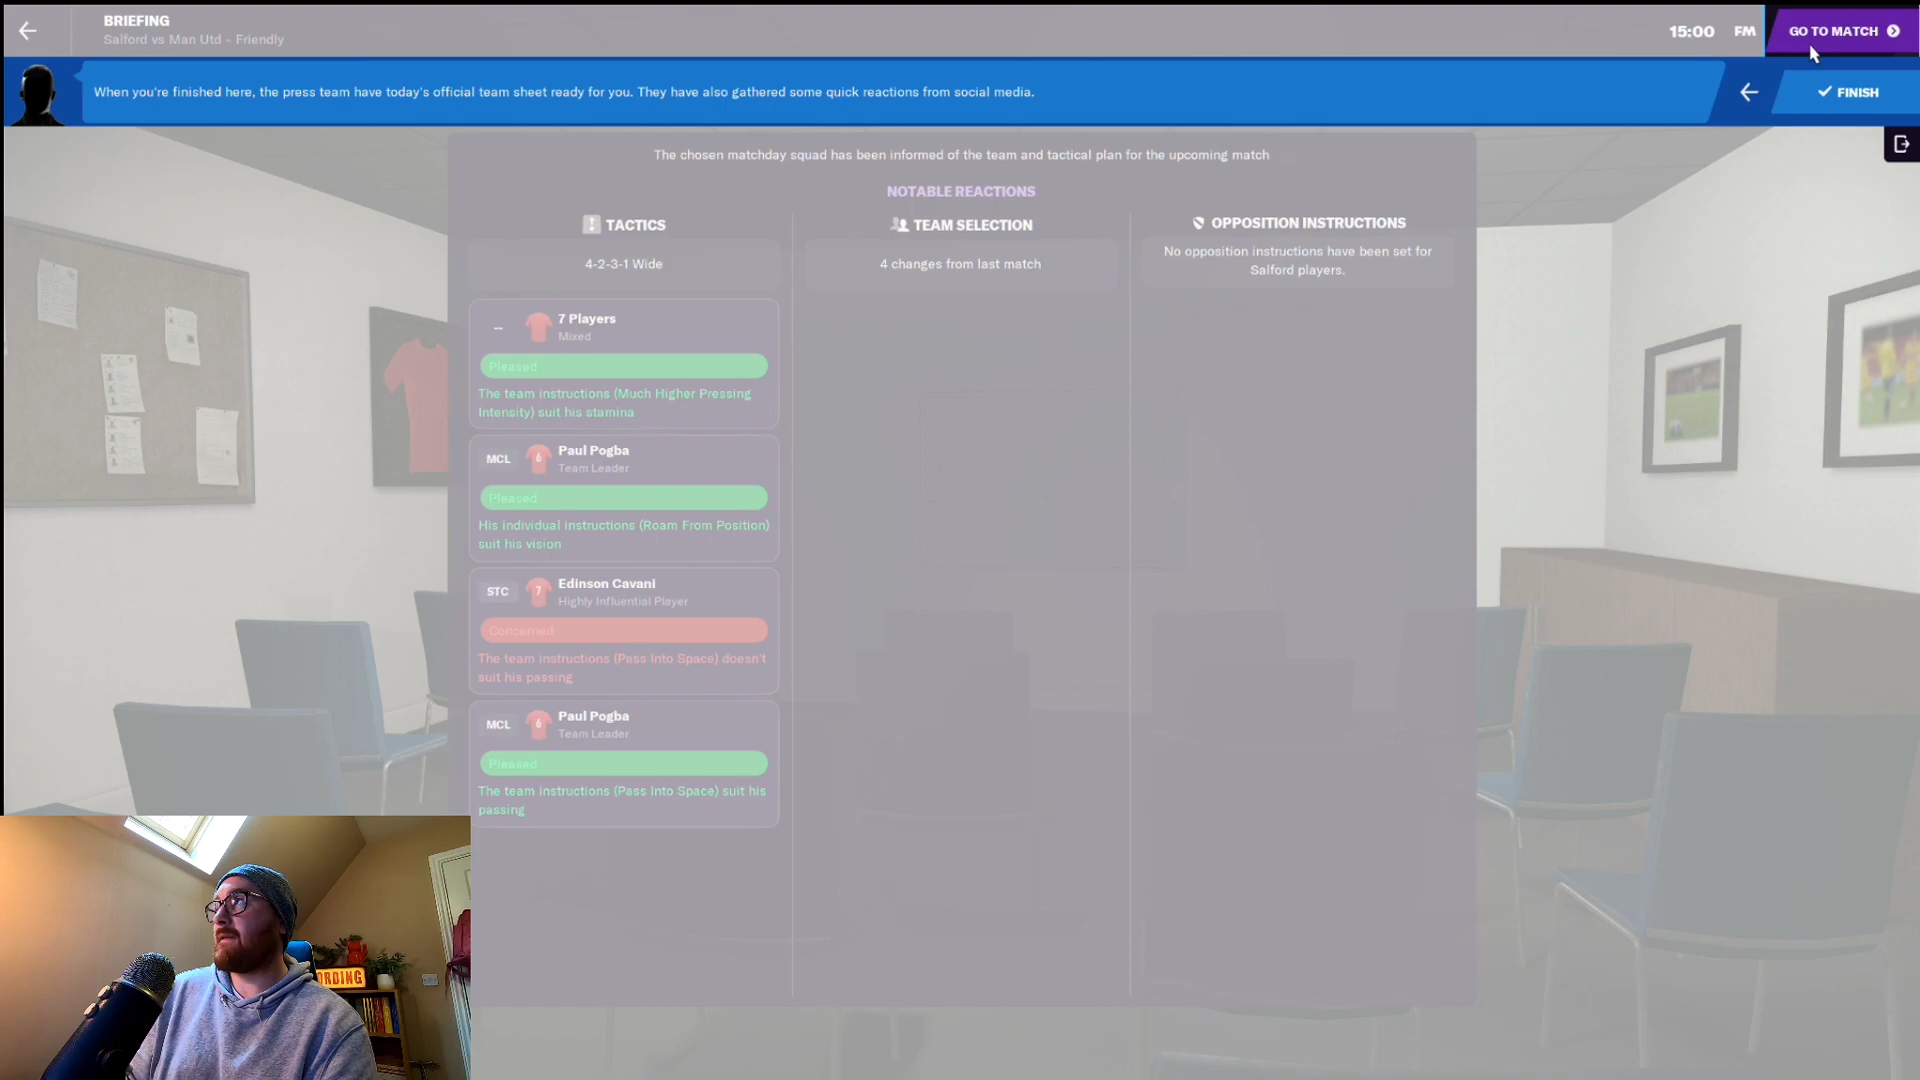 BRIEFING
Salford vs Man Utd - Friendly
15:00 FM GO TO MATCH
When you're finished here, the press team have today's official team sheet ready for you. They have also gathered some quick reactions from social media.
FINISH
The chosen matchday squad has been informed of the team and tactical plan for the upcoming match
NOTABLE REACTIONS
TACTICS
4-2-3-1 Wide
-- 7 Players
Mixed
Pleased
The team instructions (Much Higher Pressing
Intensity) suit his stamina
MCL 6 Paul Pogba
Team Leader
Pleased
His individual instructions (Roam From Position)
suit his vision
STC 7 Edinson Cavani
Highly Influential Player
Concerned
The team instructions (Pass Into Space) doesn't
suit his passing
MCL 6 Paul Pogba
Team Leader
Pleased
The team instructions (Pass Into Space) suit his
passing
TEAM SELECTION
4 changes from last match
OPPOSITION INSTRUCTIONS
No opposition instructions have been set for
Salford players.
ORDING